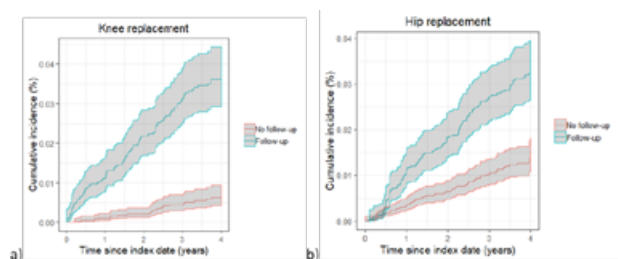 Knee replacement
Cumulative incidence (%)
0.04
0.03
0.02
0.01
0.00
0 1 2 3 4
Time since index date (years)
No follow-up
Follow-up
a)
Hip replacement
Cumulative incidence (%)
0.04
0.03
0.02
0.01
0.00
0 1 2 3 4
Time since index date (years)
No follow-up
Follow-up
b)